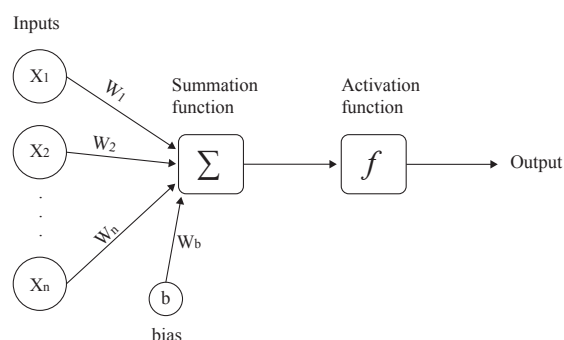 Inputs
X1
W1
Summation
function
Activation
function
X2
W2
∑
f
Output
Wn
Wb
Xn
b
bias